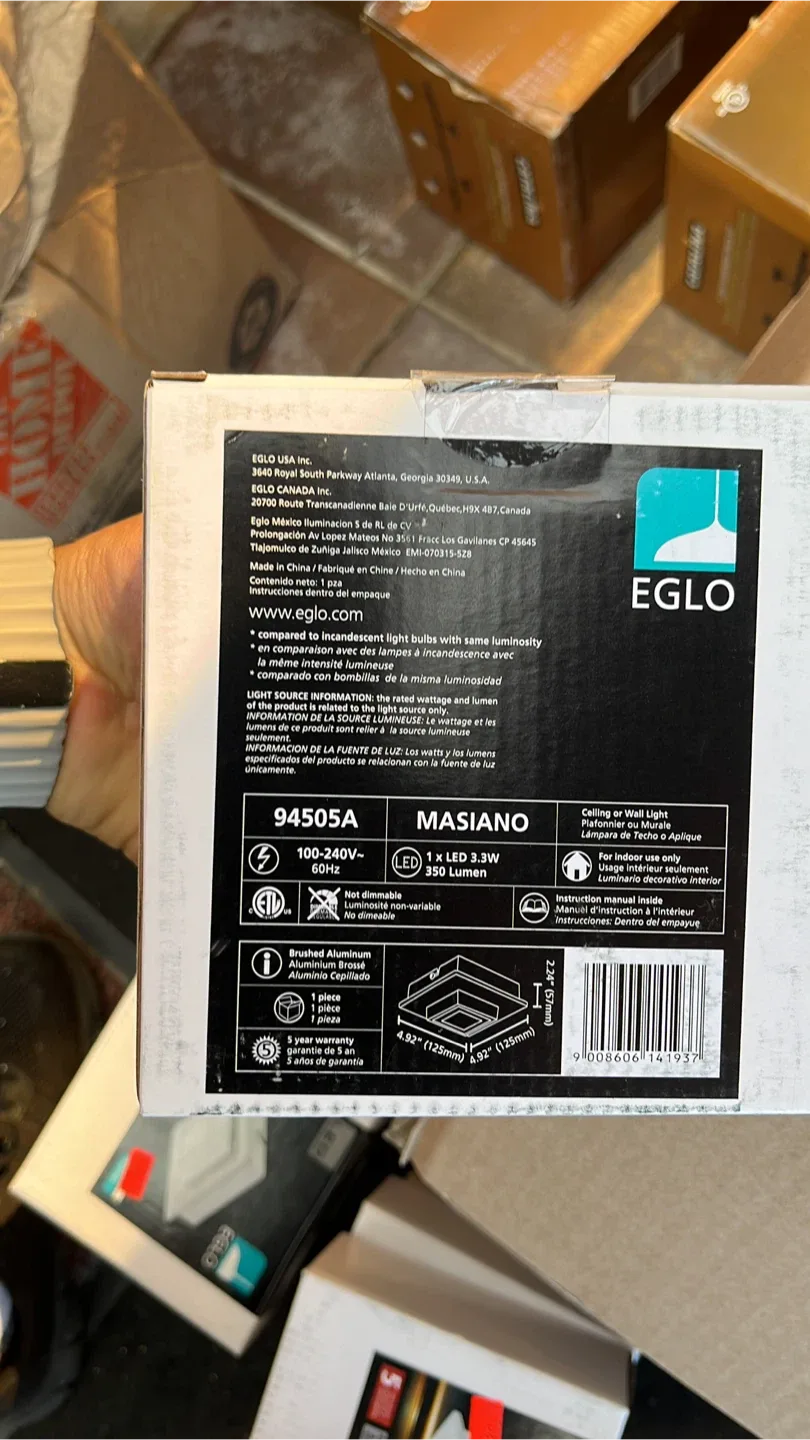 THE
HOME
DEPOT
EGLO USA Inc.
3640 Royal South Parkway Atlanta, Georgia 30349, U.S.A.
EGLO CANADA Inc.
20700 Route Transcanadienne Baie D'Urfé,Québec,H9X 4B7,Canada
Eglo México Iluminacion S de RL de CV
Prolongación Av Lopez Mateos No 3561 Fracc Los Gavilanes CP 45645
Tlajomulco de Zuñiga Jalisco México EMI-070315-5Z8
Made in China / Fabriqué en Chine / Hecho en China
Contenido neto: 1 pza
Instrucciones dentro del empaque
www.eglo.com
EGLO
* compared to incandescent light bulbs with same luminosity
* en comparaison avec des lampes à incandescence avec
la même intensité lumineuse
* comparado con bombillas de la misma luminosidad
LIGHT SOURCE INFORMATION: the rated wattage and lumen
of the product is related to the light source only.
INFORMATION DE LA SOURCE LUMINEUSE: Le wattage et les
lumens de ce produit sont relier à la source lumineuse
seulement.
INFORMACION DE LA FUENTE DE LUZ: Los watts y los lumens
especificados del producto se relacionan con la fuente de luz
únicamente.
94505A
MASIANO
Ceiling or Wall Light
Plafonnier ou Murale
Lámpara de Techo o Aplique
100-240V~
60Hz
LED
1 x LED 3.3W
350 Lumen
For indoor use only
Usage intérieur seulement
Luminario decorativo interior
c ETL us
Not dimmable
Luminosité non-variable
No dimeable
Instruction manual inside
Manuel d'instruction à l'intérieur
Instrucciones: Dentro del empayue
i
Brushed Aluminum
Aluminium Brossé
Aluminio Cepillado
1 piece
1 pièce
1 pieza
5
5 year warranty
garantie de 5 an
5 años de garantía
2.24" (57mm)
4.92" (125mm)
4.92" (125mm)
9 008606 141937
EGLO
5